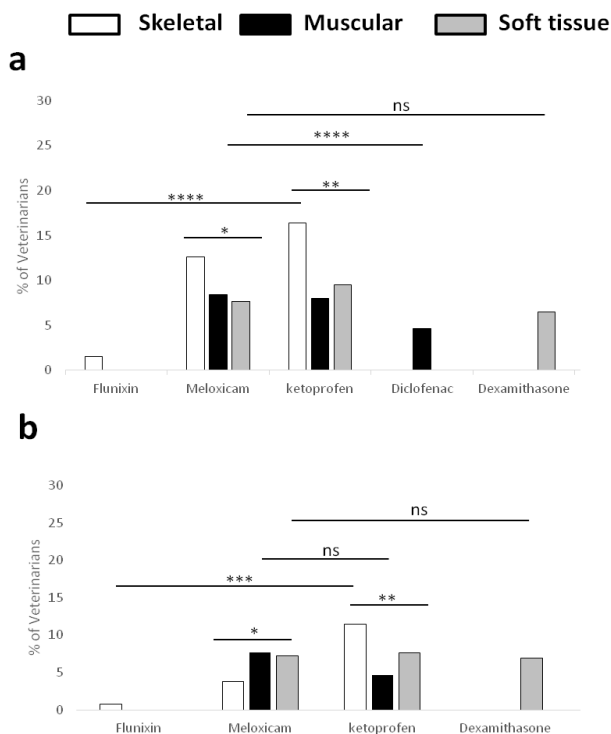 Skeletal Muscular Soft tissue
a
30
ns
25
****
20
**
****
15
*
10
5
0
% of Veterinarians
Flunixin Meloxicam ketoprofen Diclofenac Dexamithasone
b
30
25
ns
20
ns
15
***
**
10
*
5
0
% of Veterinarians
Flunixin Meloxicam ketoprofen Dexamithasone